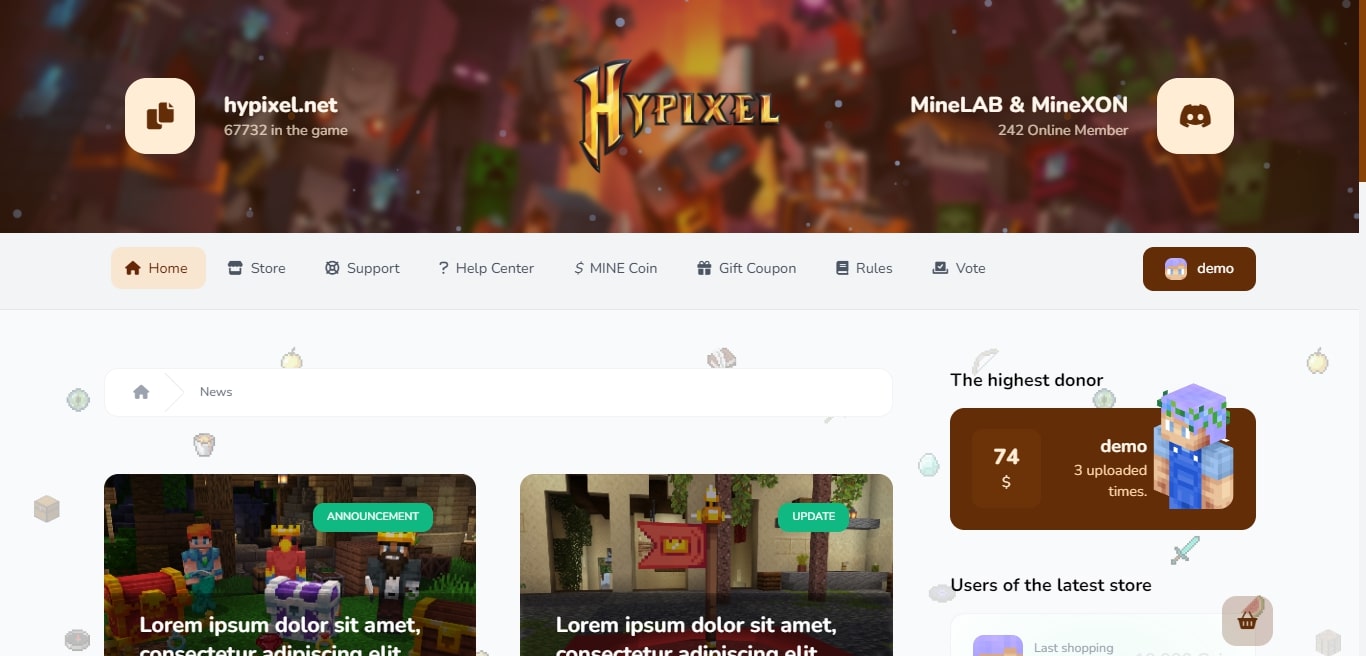 hypixel.net
67732 in the game
HYPIXEL
MineLAB & MineXON
242 Online Member
Home
Store
Support
Help Center
MINE Coin
Gift Coupon
Rules
Vote
demo
News
The highest donor
74
$
demo
3 uploaded
times.
ANNOUNCEMENT
UPDATE
Lorem ipsum dolor sit amet,
consectetur adipiscing elit
Lorem ipsum dolor sit amet,
consectetur adipiscing elit
Users of the latest store
Last shopping